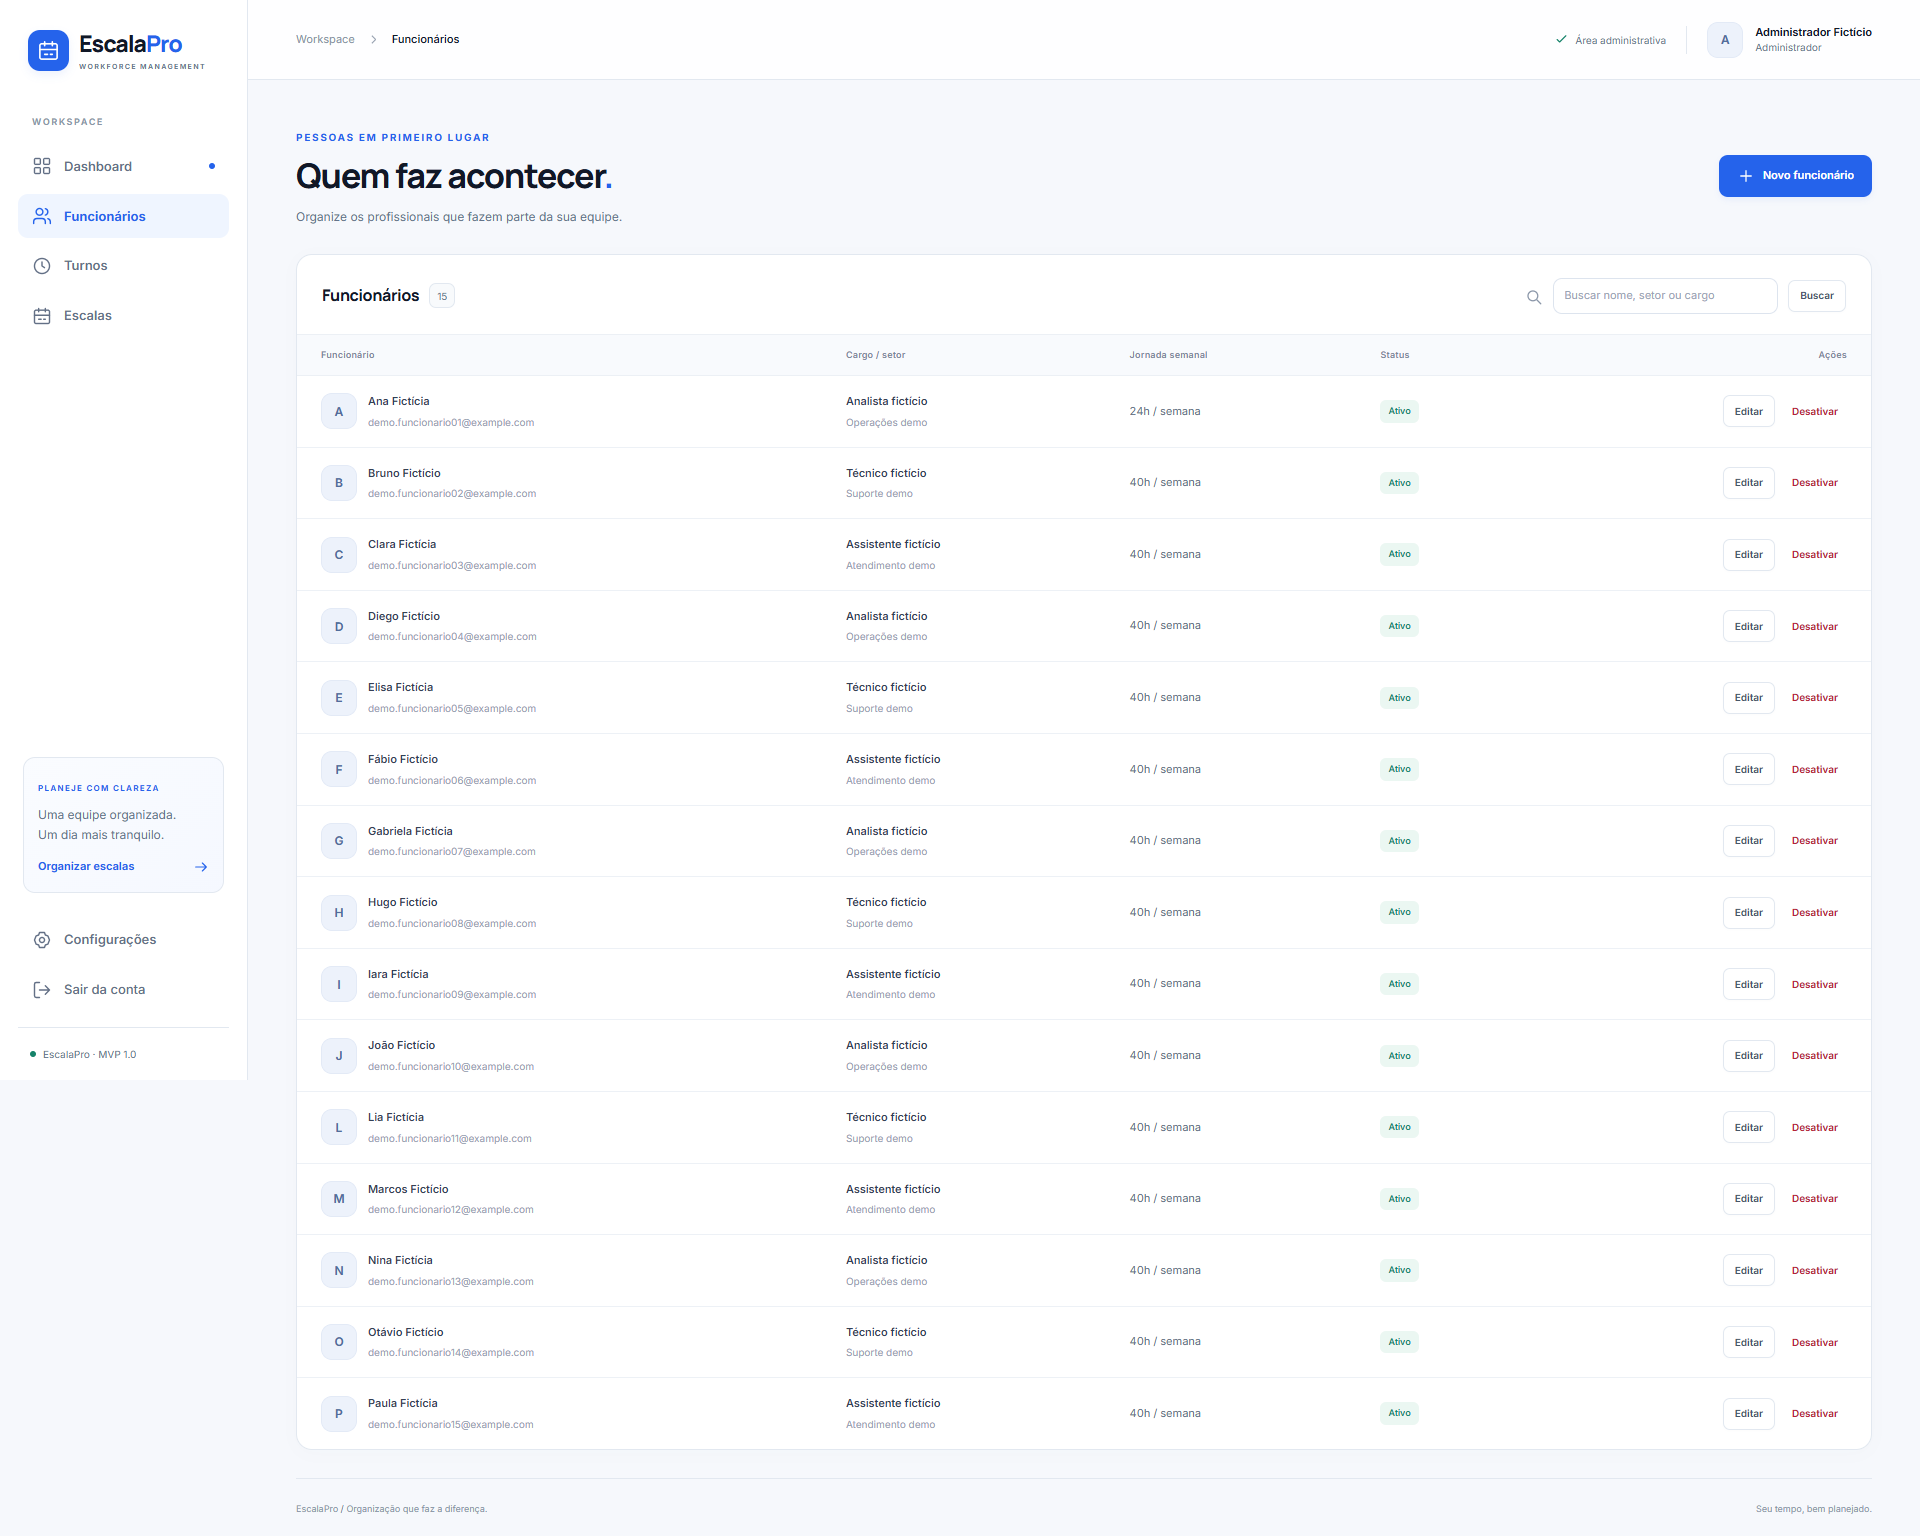 EscalaPro
WORKFORCE MANAGEMENT
WORKSPACE
Dashboard
Funcionários
Turnos
Escalas
PLANEJE COM CLAREZA
Uma equipe organizada.
Um dia mais tranquilo.
Organizar escalas
Configurações
Sair da conta
EscalaPro · MVP 1.0
Workspace Funcionários
Área administrativa
A
Administrador Fictício
Administrador
PESSOAS EM PRIMEIRO LUGAR
Quem faz acontecer.
Organize os profissionais que fazem parte da sua equipe.
Novo funcionário
Funcionários 15
Buscar nome, setor ou cargo
Buscar
Funcionário Cargo / setor Jornada semanal Status Ações
A Ana Fictícia Analista fictício 24h / semana Ativo Editar Desativar
demo.funcionario01@example.com Operações demo
B Bruno Fictício Técnico fictício 40h / semana Ativo Editar Desativar
demo.funcionario02@example.com Suporte demo
C Clara Fictícia Assistente fictício 40h / semana Ativo Editar Desativar
demo.funcionario03@example.com Atendimento demo
D Diego Fictício Analista fictício 40h / semana Ativo Editar Desativar
demo.funcionario04@example.com Operações demo
E Elisa Fictícia Técnico fictício 40h / semana Ativo Editar Desativar
demo.funcionario05@example.com Suporte demo
F Fábio Fictício Assistente fictício 40h / semana Ativo Editar Desativar
demo.funcionario06@example.com Atendimento demo
G Gabriela Fictícia Analista fictício 40h / semana Ativo Editar Desativar
demo.funcionario07@example.com Operações demo
H Hugo Fictício Técnico fictício 40h / semana Ativo Editar Desativar
demo.funcionario08@example.com Suporte demo
I Iara Fictícia Assistente fictício 40h / semana Ativo Editar Desativar
demo.funcionario09@example.com Atendimento demo
J João Fictício Analista fictício 40h / semana Ativo Editar Desativar
demo.funcionario10@example.com Operações demo
L Lia Fictícia Técnico fictício 40h / semana Ativo Editar Desativar
demo.funcionario11@example.com Suporte demo
M Marcos Fictício Assistente fictício 40h / semana Ativo Editar Desativar
demo.funcionario12@example.com Atendimento demo
N Nina Fictícia Analista fictício 40h / semana Ativo Editar Desativar
demo.funcionario13@example.com Operações demo
O Otávio Fictício Técnico fictício 40h / semana Ativo Editar Desativar
demo.funcionario14@example.com Suporte demo
P Paula Fictícia Assistente fictício 40h / semana Ativo Editar Desativar
demo.funcionario15@example.com Atendimento demo
EscalaPro / Organização que faz a diferença.
Seu tempo, bem planejado.